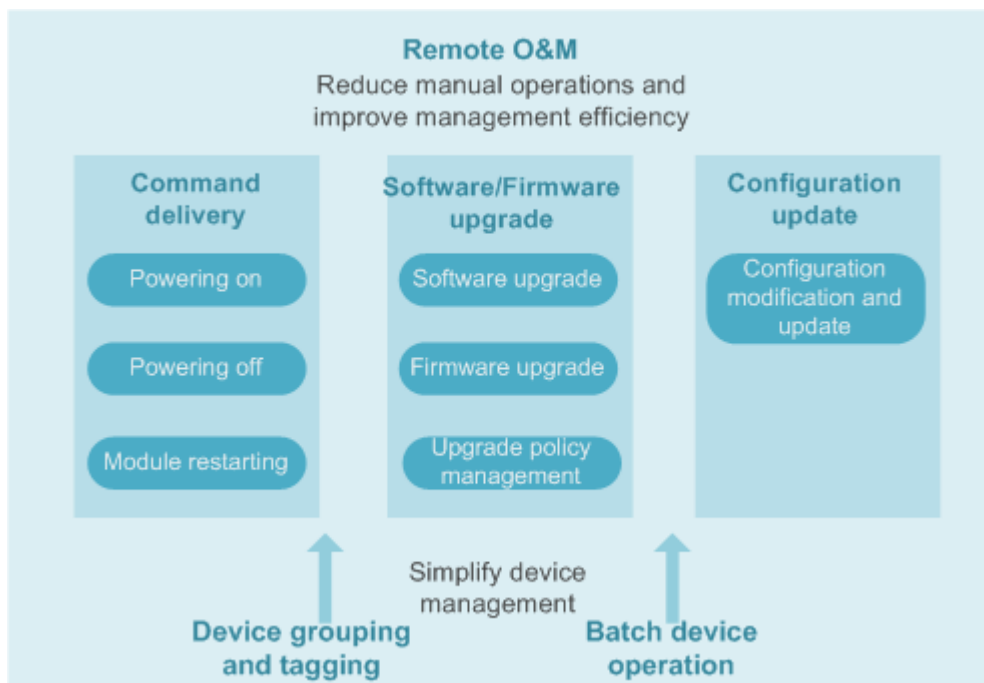 Remote O&M
Reduce manual operations and
improve management efficiency
Command
delivery
Powering on
Powering off
Module restarting
Software/Firmware
upgrade
Software upgrade
Firmware upgrade
Upgrade policy
management
Configuration
update
Configuration
modification and
update
Simplify device
management
Device grouping
and tagging
Batch device
operation